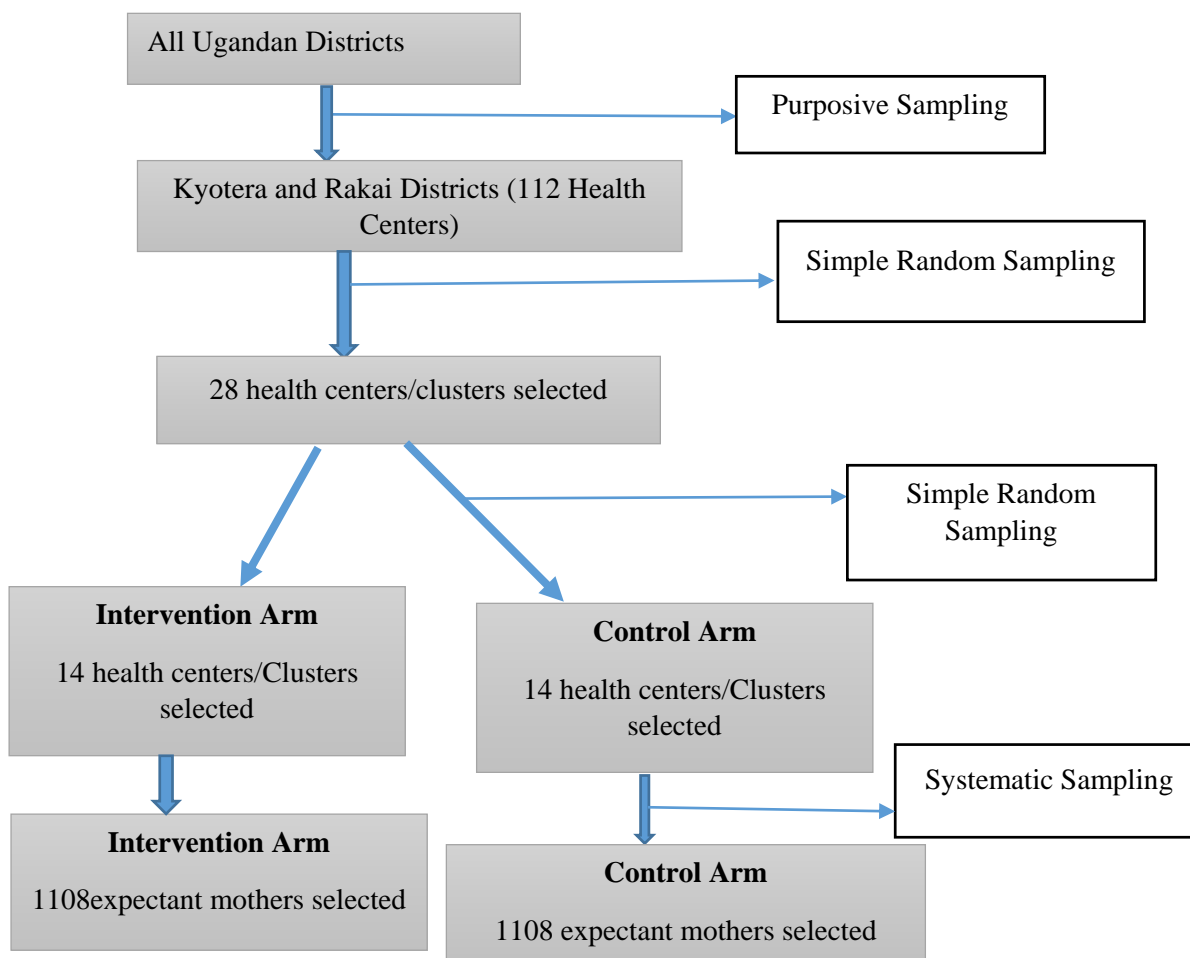 All Ugandan Districts
Purposive Sampling
Kyotera and Rakai Districts (112 Health
Centers)
Simple Random Sampling
28 health centers/clusters selected
Simple Random
Sampling
Intervention Arm
14 health centers/Clusters
selected
Control Arm
14 health centers/Clusters
selected
Systematic Sampling
Intervention Arm
1108expectant mothers selected
Control Arm
1108 expectant mothers selected